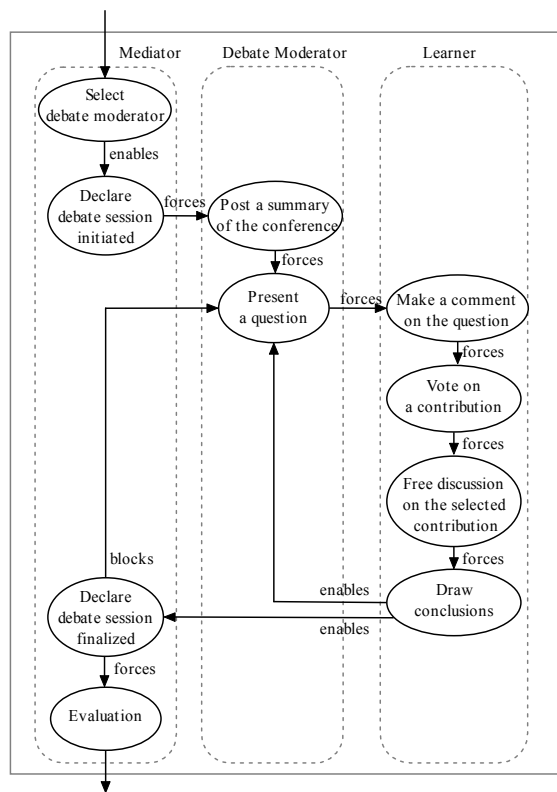 Mediator
Debate Moderator
Learner
Select
debate moderator
enables
Declare
debate session
initiated
forces
Post a summary
of the conference
forces
Present
a question
forces
Make a comment
on the question
forces
Vote on
a contribution
forces
Free discussion
on the selected
contribution
forces
Draw
conclusions
enables
enables
blocks
Declare
debate session
finalized
forces
Evaluation